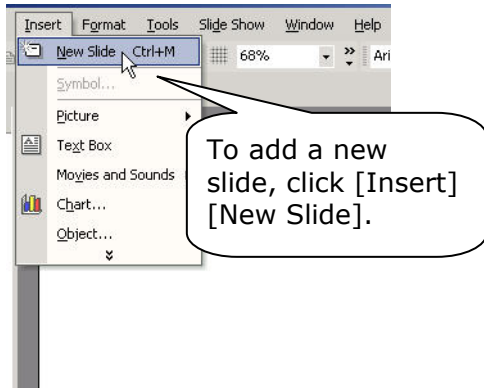 Insert Format Tools Slide Show Window Help
New Slide Ctrl+M
68%
Ari
Symbol...
Picture
Text Box
Movies and Sounds
Chart...
Object...
To add a new
slide, click [Insert]
[New Slide].